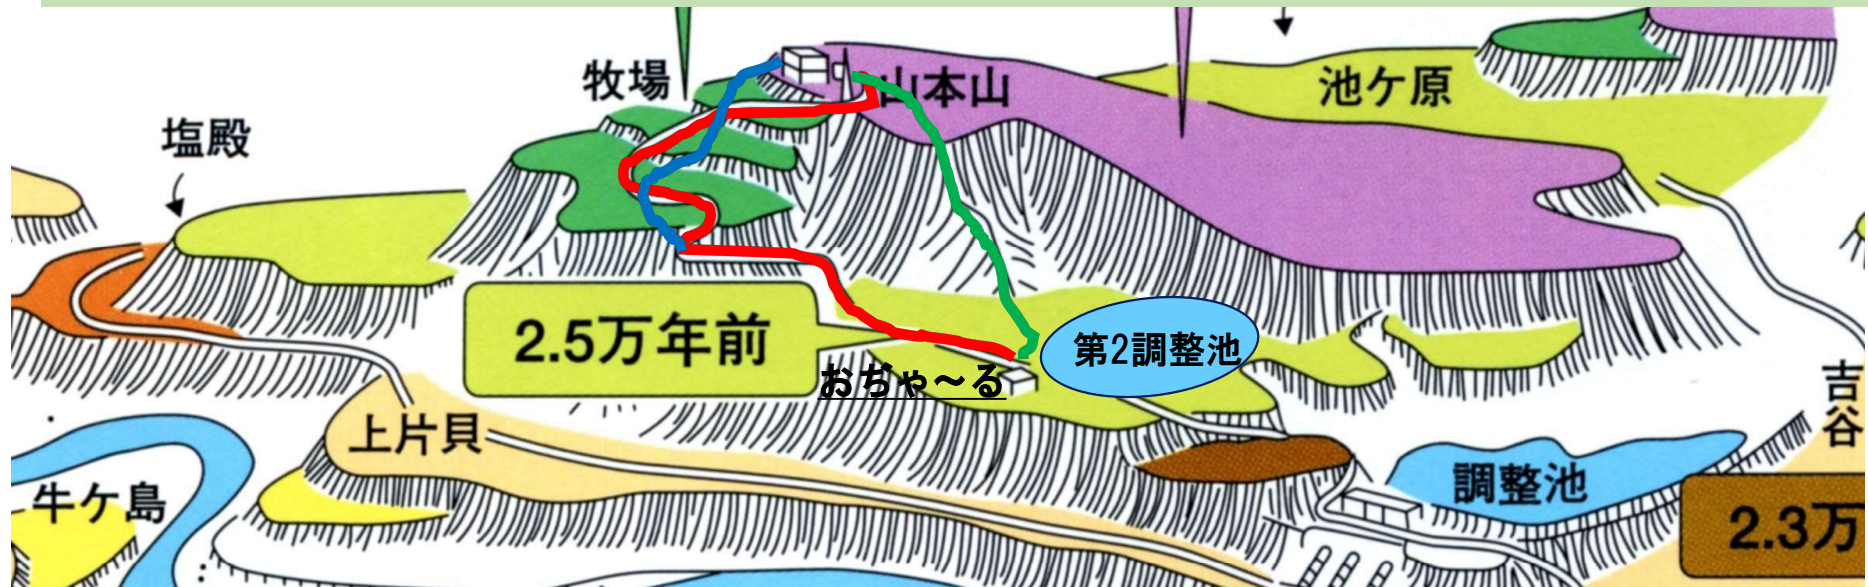 牧場
山本山
池ケ原
塩殿
2.5万年前
第2調整池
おぢゃ～る
吉谷
上片貝
調整池
牛ケ島
2.3万